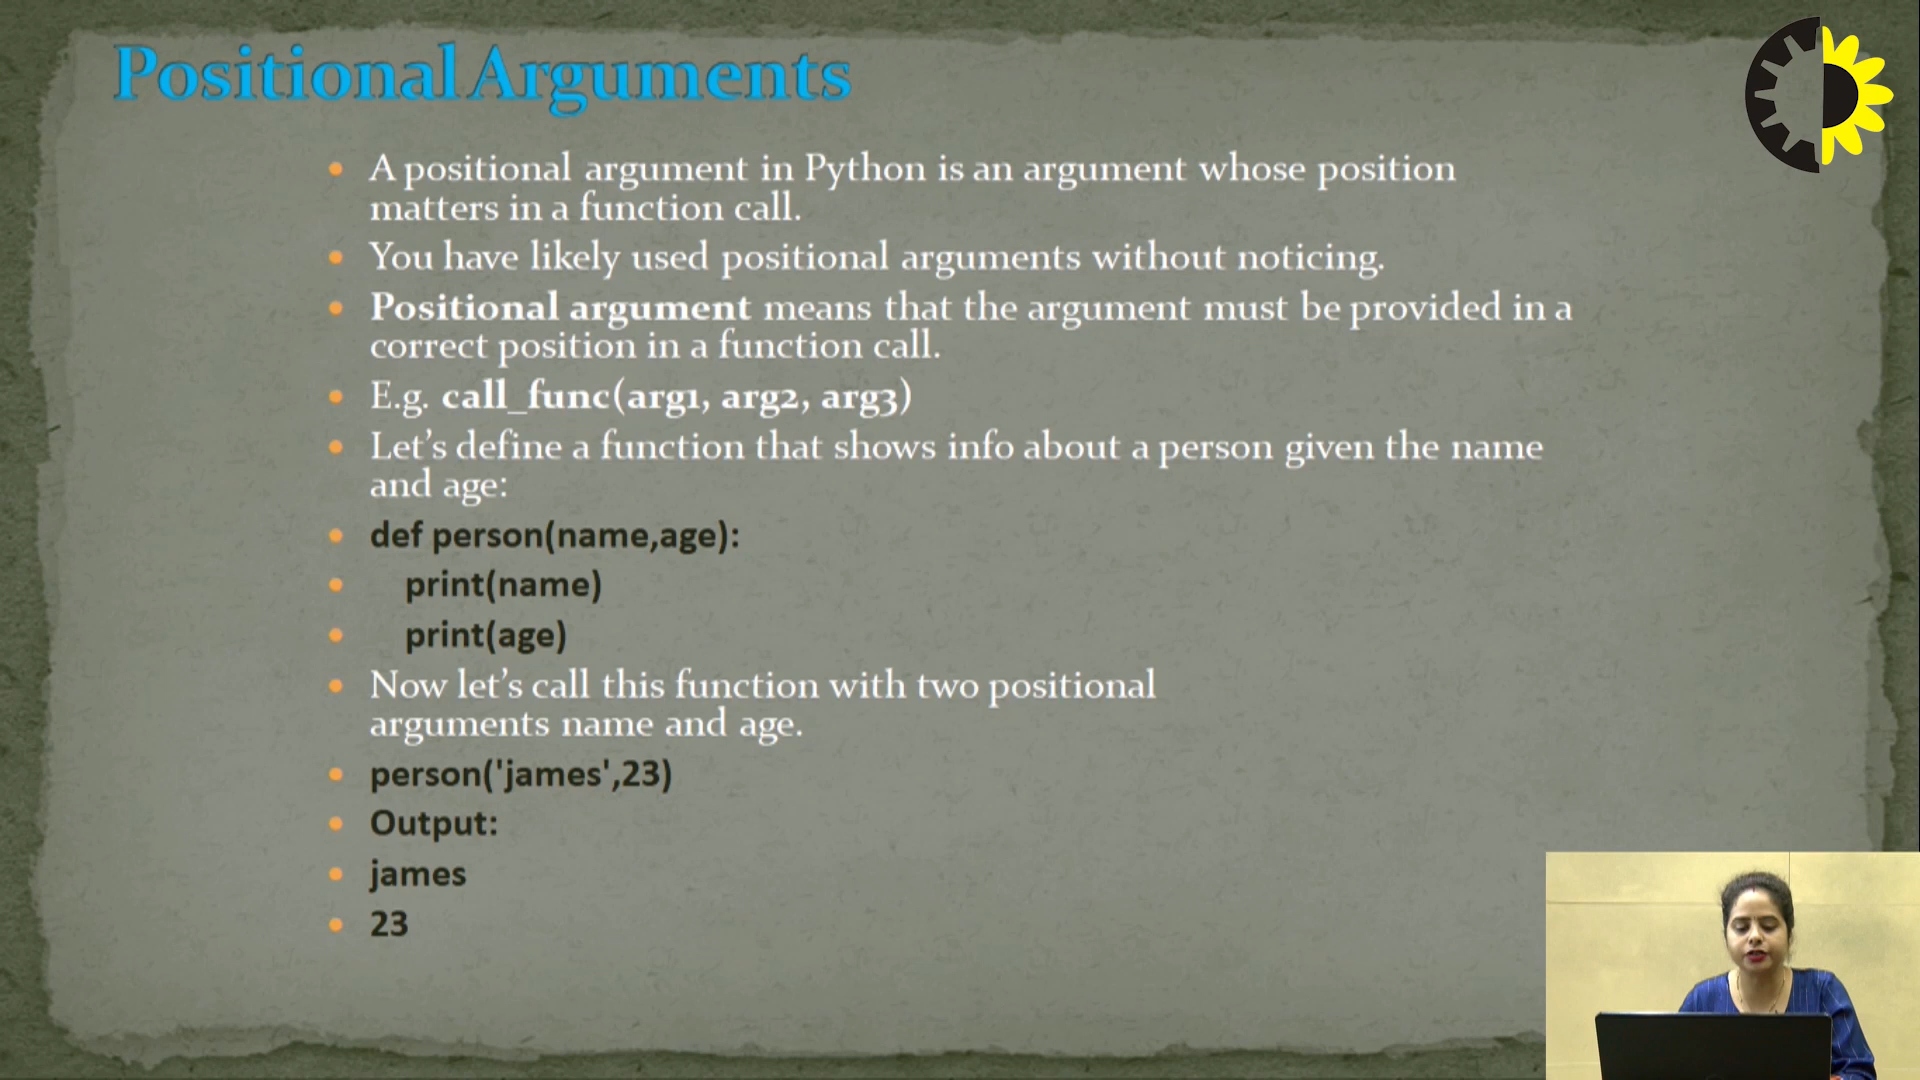 Positional Arguments
• A positional argument in Python is an argument whose position
matters in a function call.
• You have likely used positional arguments without noticing.
• Positional argument means that the argument must be provided in a
correct position in a function call.
• E.g. call_func(arg1, arg2, arg3)
• Let’s define a function that shows info about a person given the name
and age:
• def person(name,age):
• print(name)
• print(age)
• Now let’s call this function with two positional
arguments name and age.
• person('james',23)
• Output:
• james
• 23